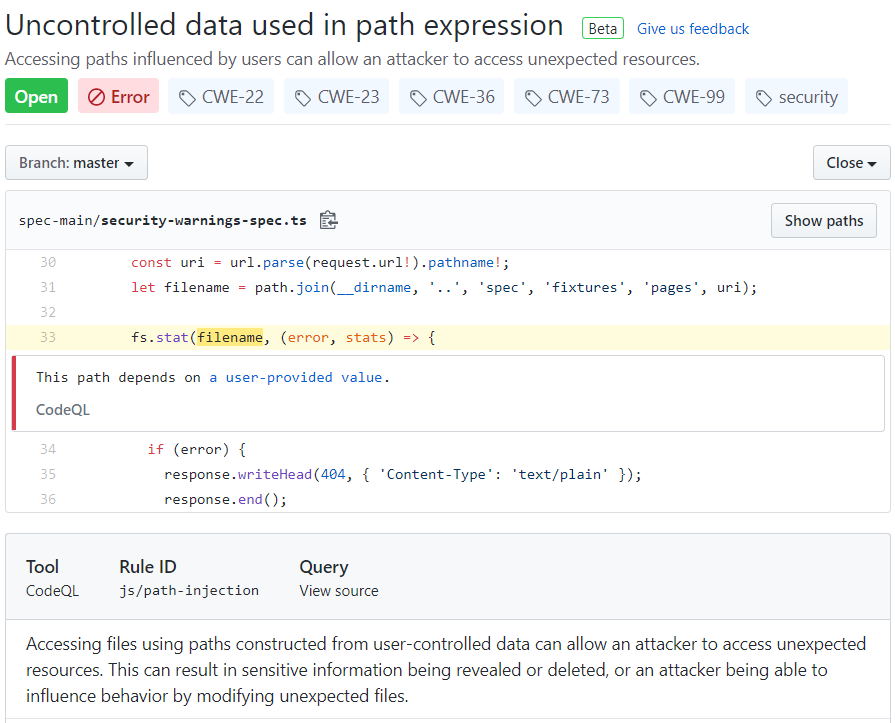 Uncontrolled data used in path expression Beta Give us feedback
Accessing paths influenced by users can allow an attacker to access unexpected resources.
Open Error CWE-22 CWE-23 CWE-36 CWE-73 CWE-99 security
Branch: master Close
spec-main/security-warnings-spec.ts Show paths
30 const uri = url.parse(request.url!).pathname!;
31 let filename = path.join(__dirname, '..', 'spec', 'fixtures', 'pages', uri);
32
33 fs.stat(filename, (error, stats) => {
This path depends on a user-provided value.
CodeQL
34 if (error) {
35 response.writeHead(404, { 'Content-Type': 'text/plain' });
36 response.end();
Tool Rule ID Query
CodeQL js/path-injection View source
Accessing files using paths constructed from user-controlled data can allow an attacker to access unexpected
resources. This can result in sensitive information being revealed or deleted, or an attacker being able to
influence behavior by modifying unexpected files.